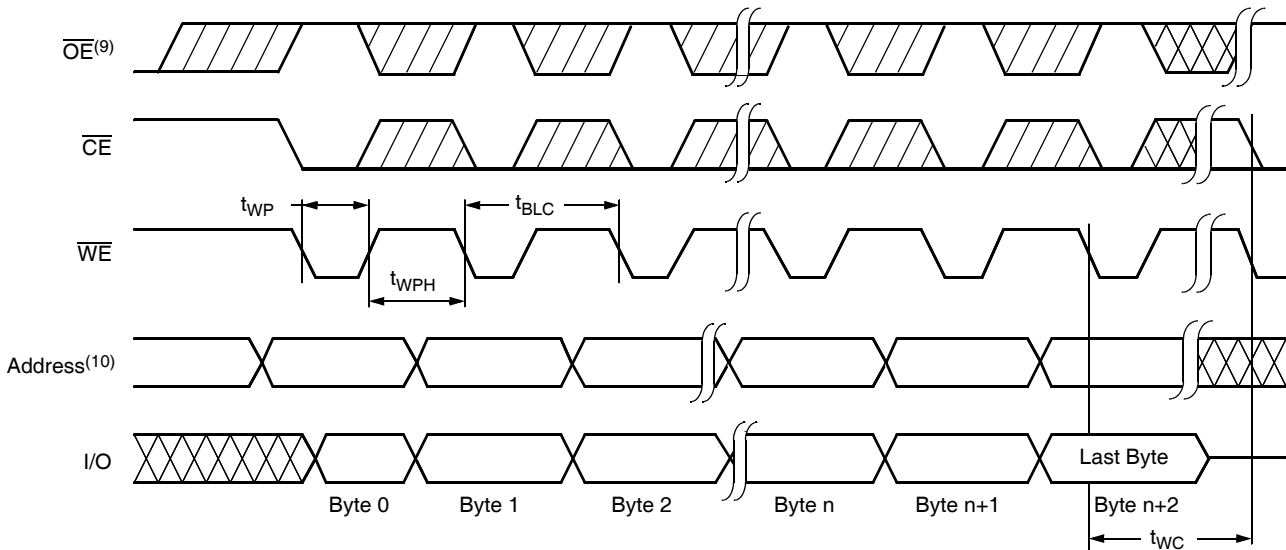 OE(9)
CE
tWP
tBLC
WE
tWPH
Address(10)
I/O
Last Byte
Byte 0 Byte 1 Byte 2 Byte n Byte n+1 Byte n+2
tWC